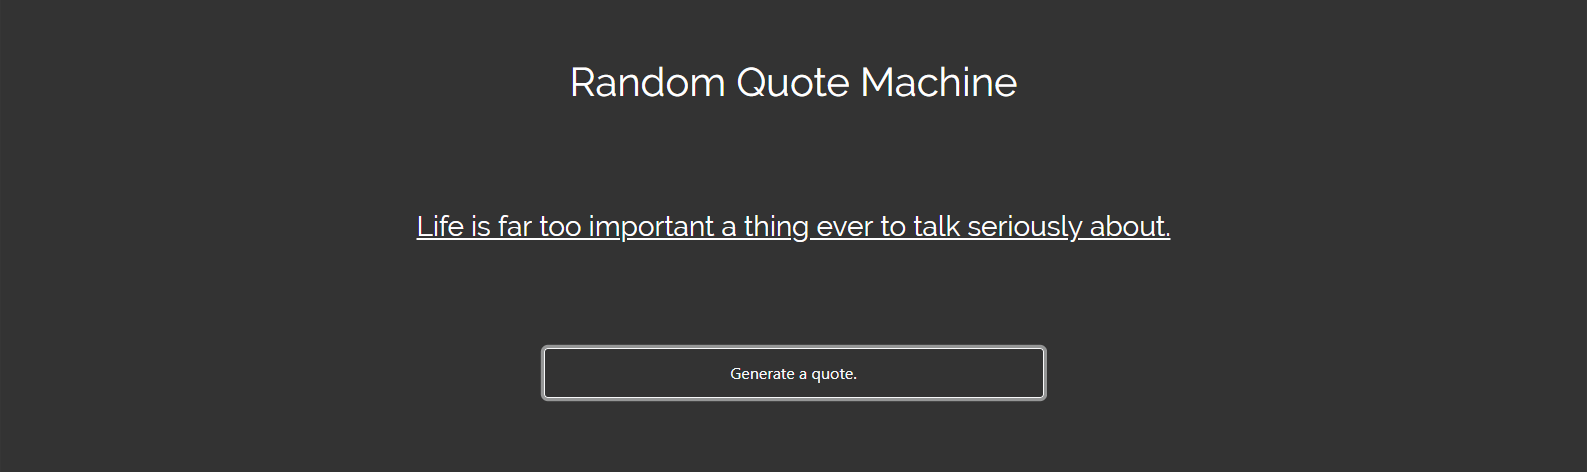 Random Quote Machine
Life is far too important a thing ever to talk seriously about.
Generate a quote.